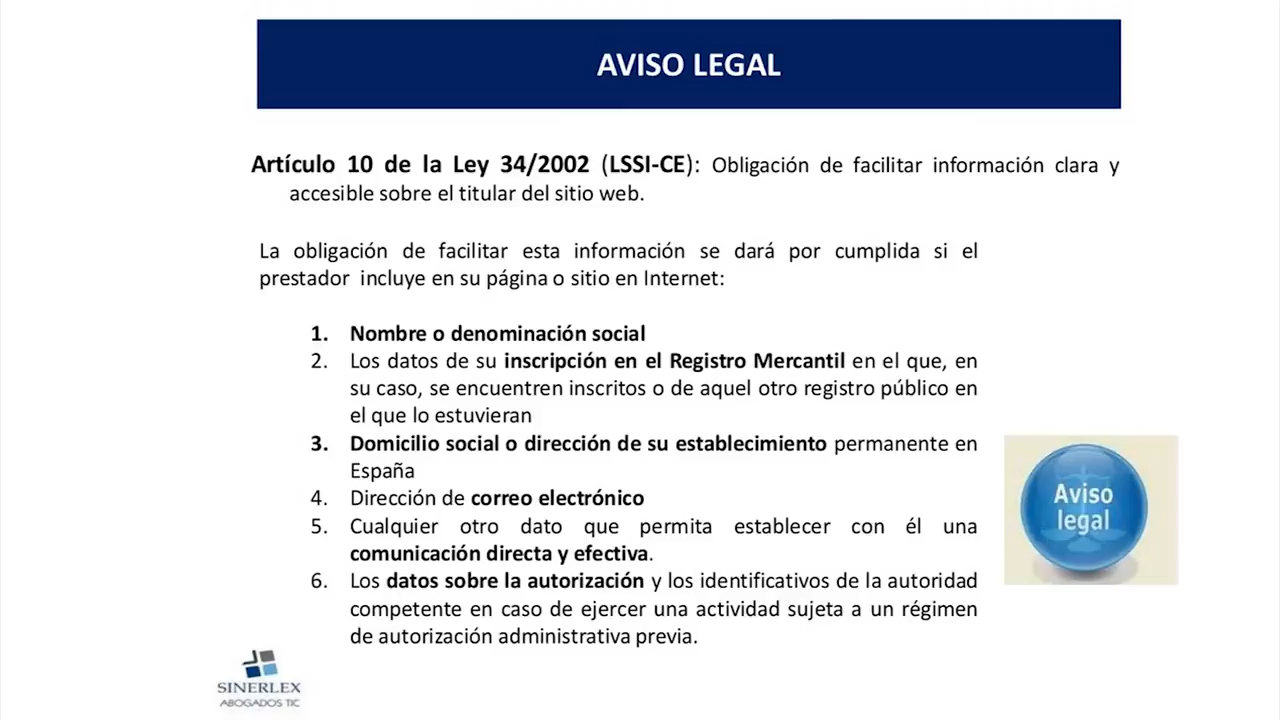 AVISO LEGAL
Artículo 10 de la Ley 34/2002 (LSSI-CE): Obligación de facilitar información clara y
accesible sobre el titular del sitio web.
La obligación de facilitar esta información se dará por cumplida si el
prestador incluye en su página o sitio en Internet:
1. Nombre o denominación social
2. Los datos de su inscripción en el Registro Mercantil en el que, en
su caso, se encuentren inscritos o de aquel otro registro público en
el que lo estuvieran
3. Domicilio social o dirección de su establecimiento permanente en
España
4. Dirección de correo electrónico
5. Cualquier otro dato que permita establecer con él una
comunicación directa y efectiva.
6. Los datos sobre la autorización y los identificativos de la autoridad
competente en caso de ejercer una actividad sujeta a un régimen
de autorización administrativa previa.
Aviso
legal
SINERLEX
ABOGADOS TIC